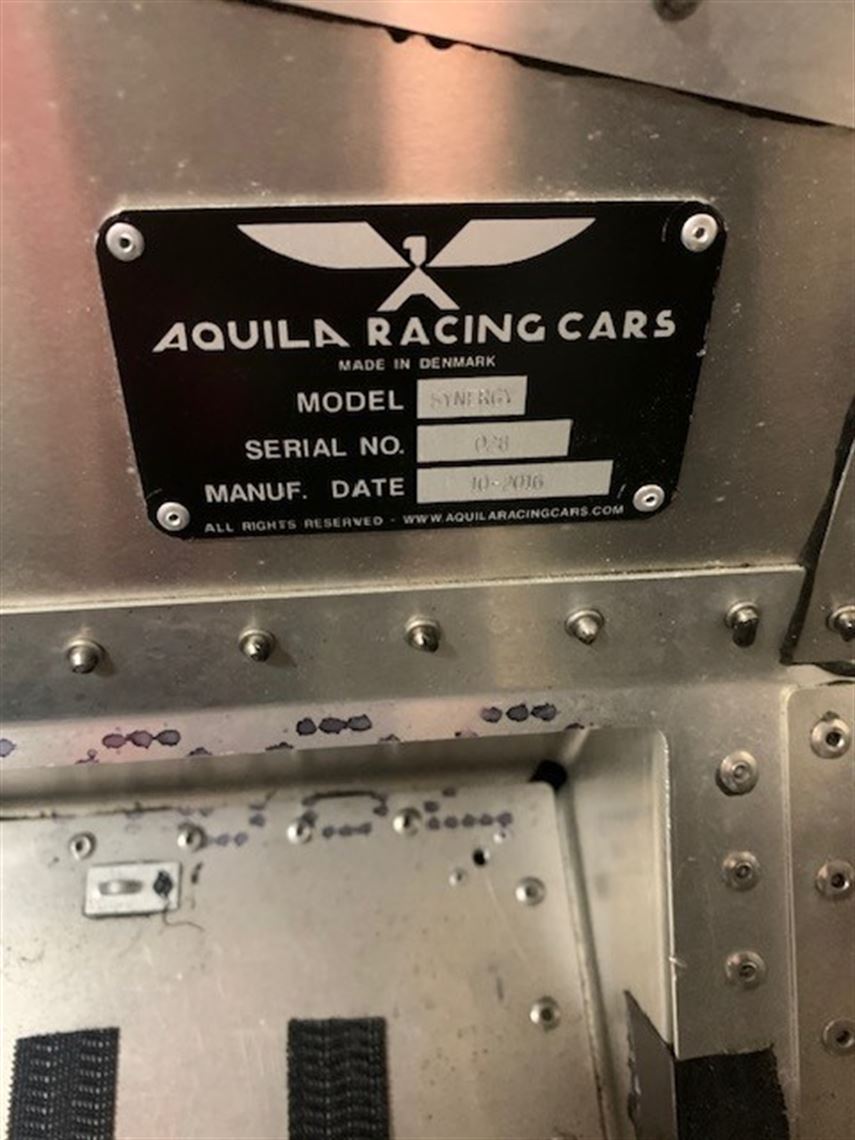 AQUILA RACING CARS
MADE IN DENMARK
MODEL SYNERGY
SERIAL NO. 028
MANUF. DATE 10-2016
ALL RIGHTS RESERVED - WWW.AQUILARACINGCARS.COM